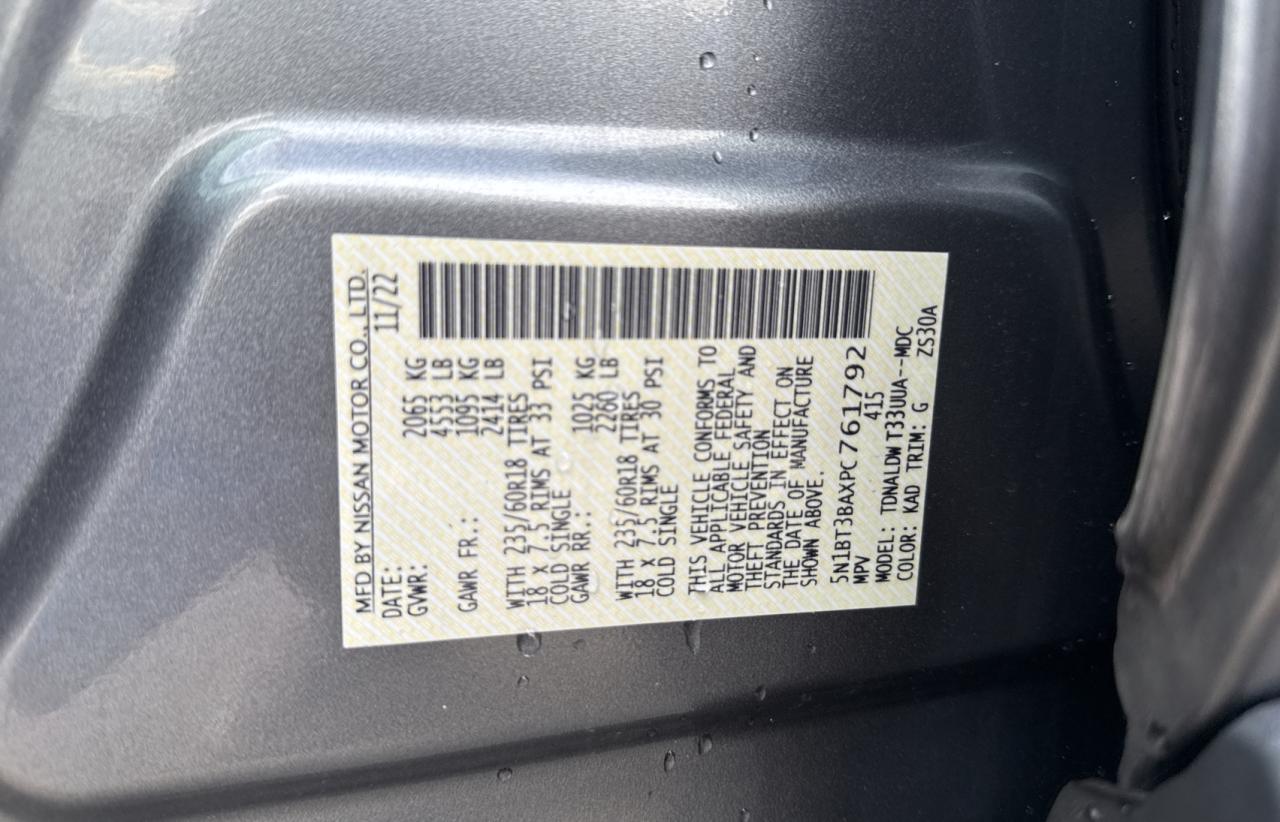 MFD BY NISSAN MOTOR CO., LTD.
DATE: 11/22
GVWR: 2065 KG
4553 LB
GAWR FR.: 1095 KG
2414 LB
WITH 235/60R18 TIRES
18 X 7.5 RIMS AT 33 PSI
COLD SINGLE
GAWR RR.: 1025 KG
2260 LB
WITH 235/60R18 TIRES
18 X 7.5 RIMS AT 30 PSI
COLD SINGLE
THIS VEHICLE CONFORMS TO
ALL APPLICABLE FEDERAL
MOTOR VEHICLE SAFETY AND
THEFT PREVENTION
STANDARDS IN EFFECT ON
THE DATE OF MANUFACTURE
SHOWN ABOVE.
5N1BT3BAXPC761792
MPV 415
MODEL: TDNALDW T33UUA--MDC
COLOR: KAD TRIM: G ZS30A